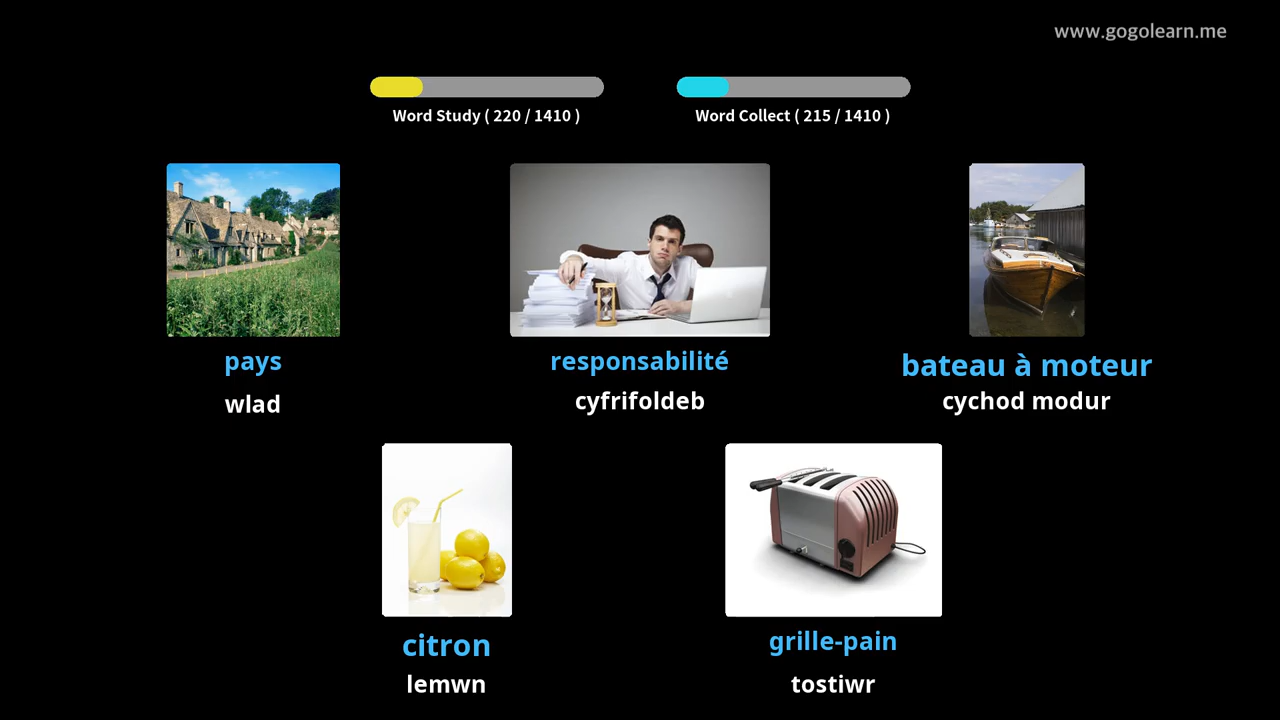 www.gogolearn.me
Word Study ( 220 / 1410 )
Word Collect ( 215 / 1410 )
pays
wlad
responsabilité
cyfrifoldeb
bateau à moteur
cychod modur
citron
lemwn
grille-pain
tostiwr